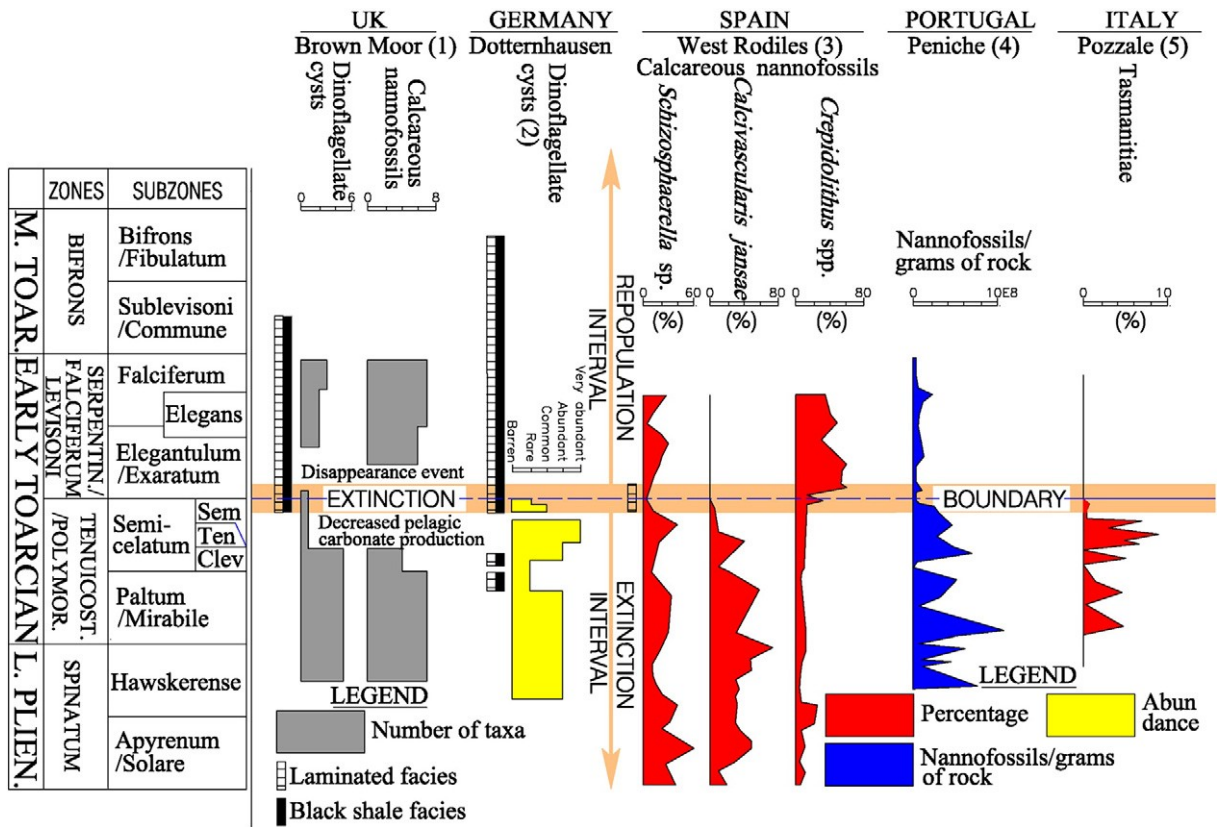 UK
GERMANY
SPAIN
PORTUGAL
ITALY
Brown Moor (1)
Dotternhausen
West Rodiles (3)
Peniche (4)
Pozzale (5)
Calcareous nannofossils
Dinoflagellate
cysts
Calcareous
nannofossils
Dinoflagellate
cysts (2)
Schizosphaerella sp.
Calcivascularis jansae
Crepidolithus spp.
Tasmanitiae
Nannofossils/
grams of rock
0 6
0 8
0 60
(%)
0 80
(%)
0 80
(%)
0 10E8
0 10
(%)
ZONES
SUBZONES
M. TOAR.
EARLY TOARCIAN
L. PLIEN.
BIFRONS
SERPENTIN./
FALCIFERUM
LEVISONI
TENUICOST.
/POLYMOR.
SPINATUM
Bifrons
/Fibulatum
Sublevisoni
/Commune
Falciferum
Elegans
Elegantulum
/Exaratum
Semi-
celatum
Sem
Ten
Clev
Paltum
/Mirabile
Hawskerense
Apyrenum
/Solare
REPOPULATION
INTERVAL
Barren
Rare
Common
Abundant
Very abundant
Disappearance event
EXTINCTION
BOUNDARY
Decreased pelagic
carbonate production
EXTINCTION
INTERVAL
LEGEND
Number of taxa
Laminated facies
Black shale facies
LEGEND
Percentage
Abun
dance
Nannofossils/grams
of rock